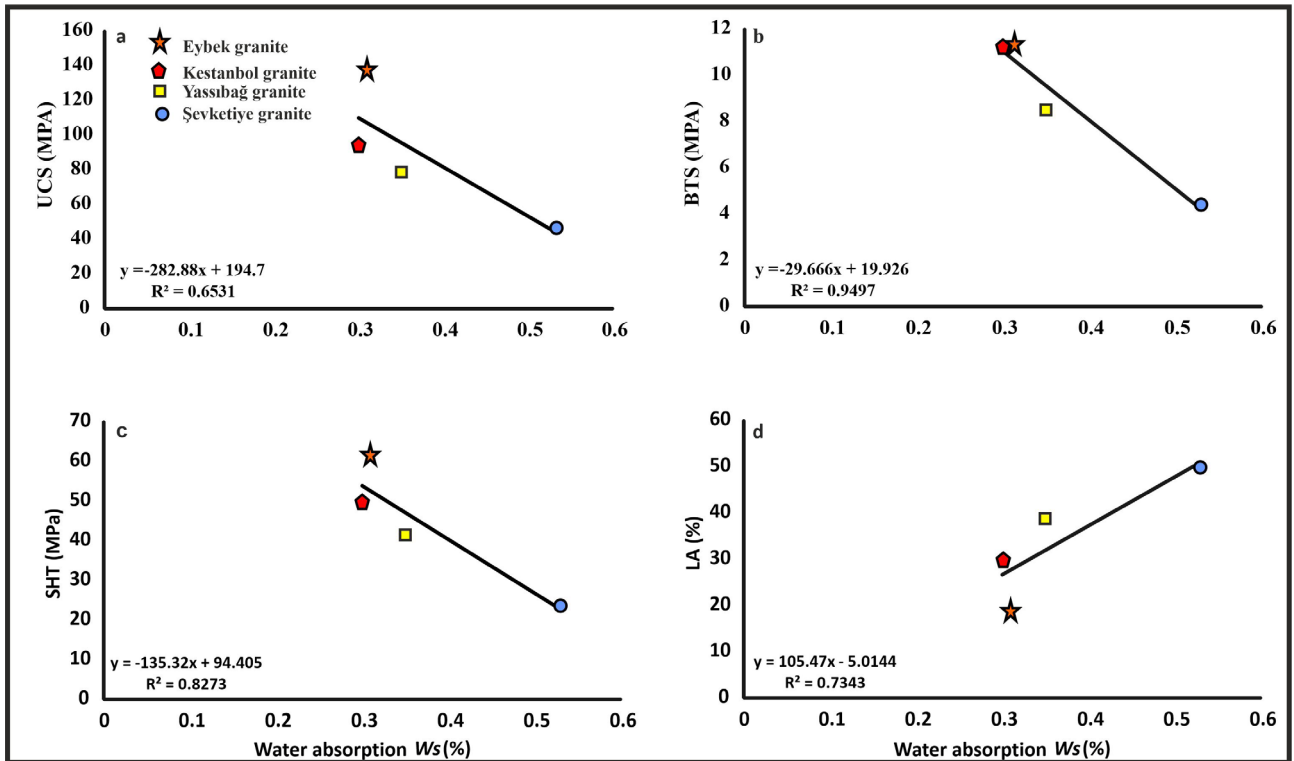 a
Eybek granite
Kestanbol granite
Yassıbağ granite
Şevketiye granite
160
140
120
100
80
60
40
20
0
UCS (MPA)
y =-282.88x + 194.7
R² = 0.6531
0 0.1 0.2 0.3 0.4 0.5 0.6
b
12
10
8
6
4
2
0
BTS (MPA)
y =-29.666x + 19.926
R² = 0.9497
0 0.1 0.2 0.3 0.4 0.5 0.6
c
70
60
50
40
30
20
10
0
SHT (MPa)
y = -135.32x + 94.405
R² = 0.8273
0 0.1 0.2 0.3 0.4 0.5 0.6
Water absorption Ws (%)
d
60
50
40
30
20
10
0
LA (%)
y = 105.47x - 5.0144
R² = 0.7343
0 0.1 0.2 0.3 0.4 0.5 0.6
Water absorption Ws (%)